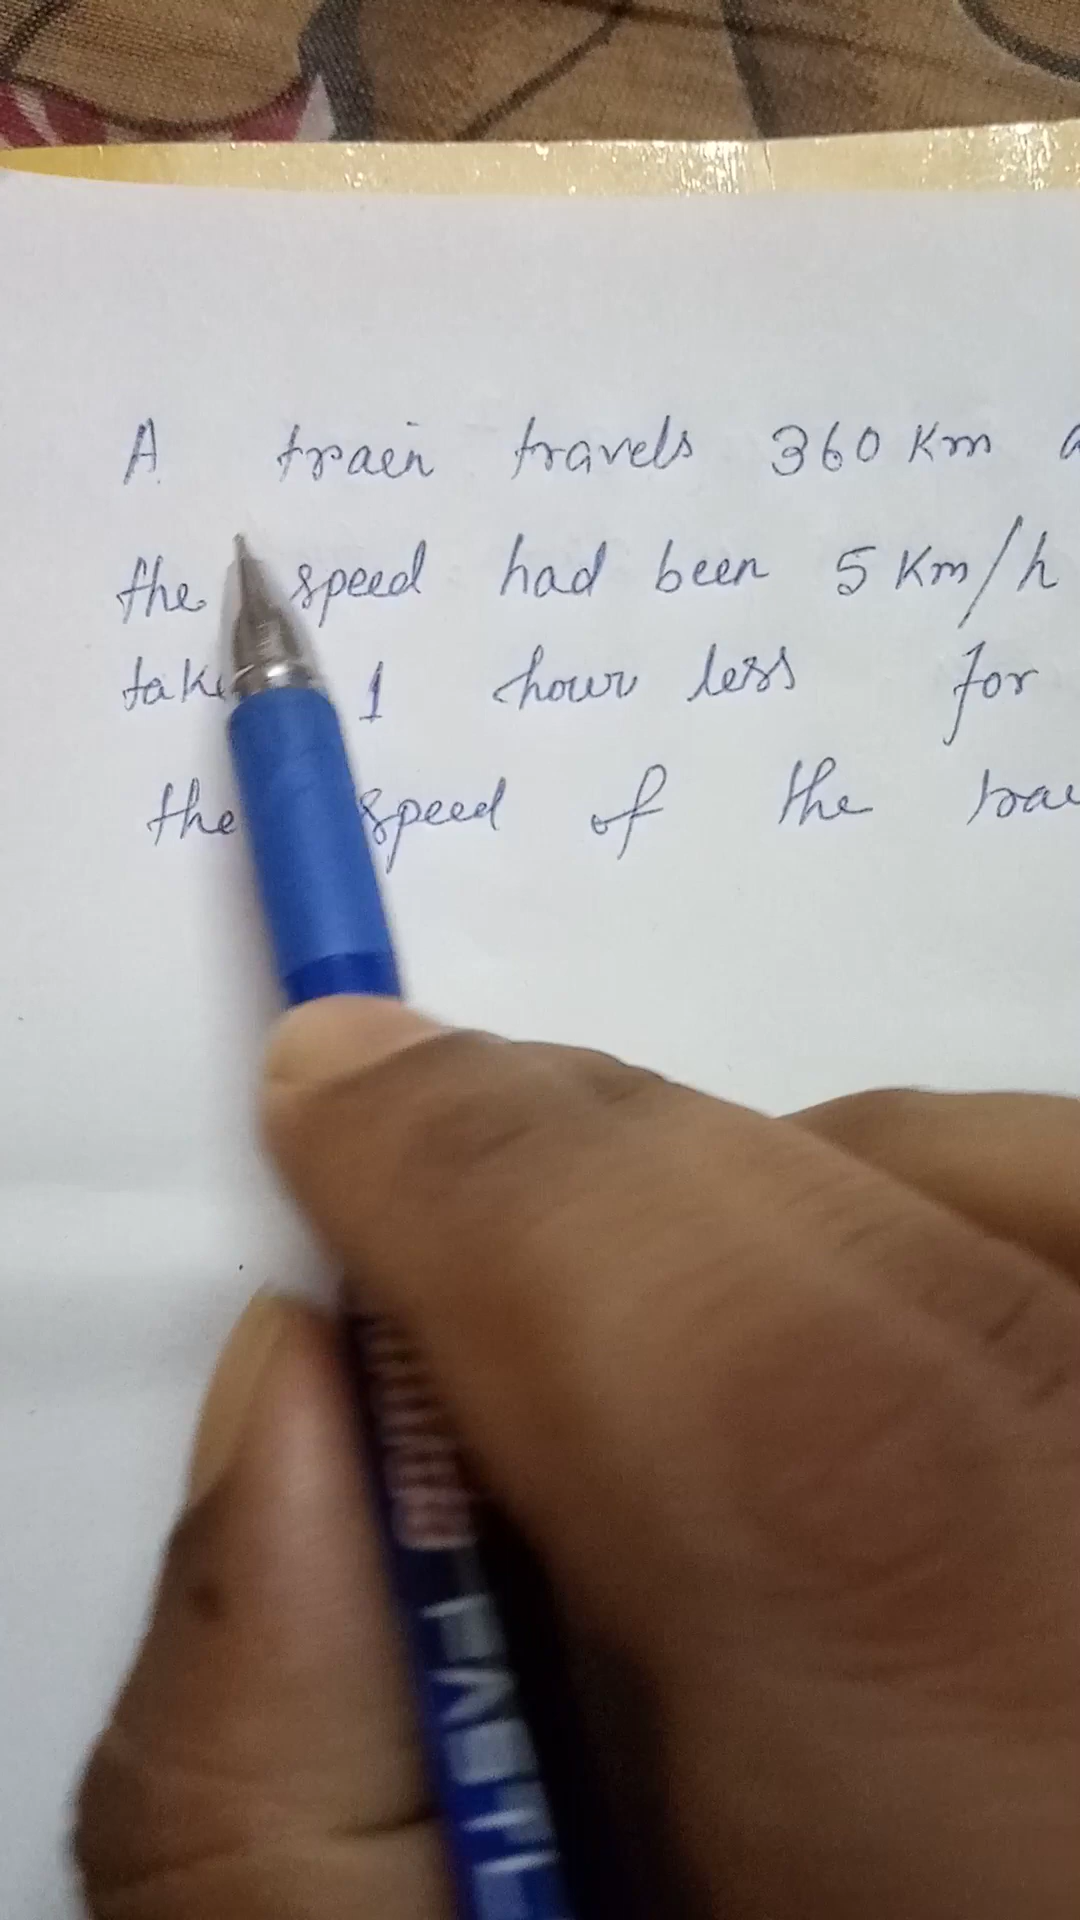 A train travels 360 Km
the speed had been 5 Km/h
1 hour less for
the speed of the